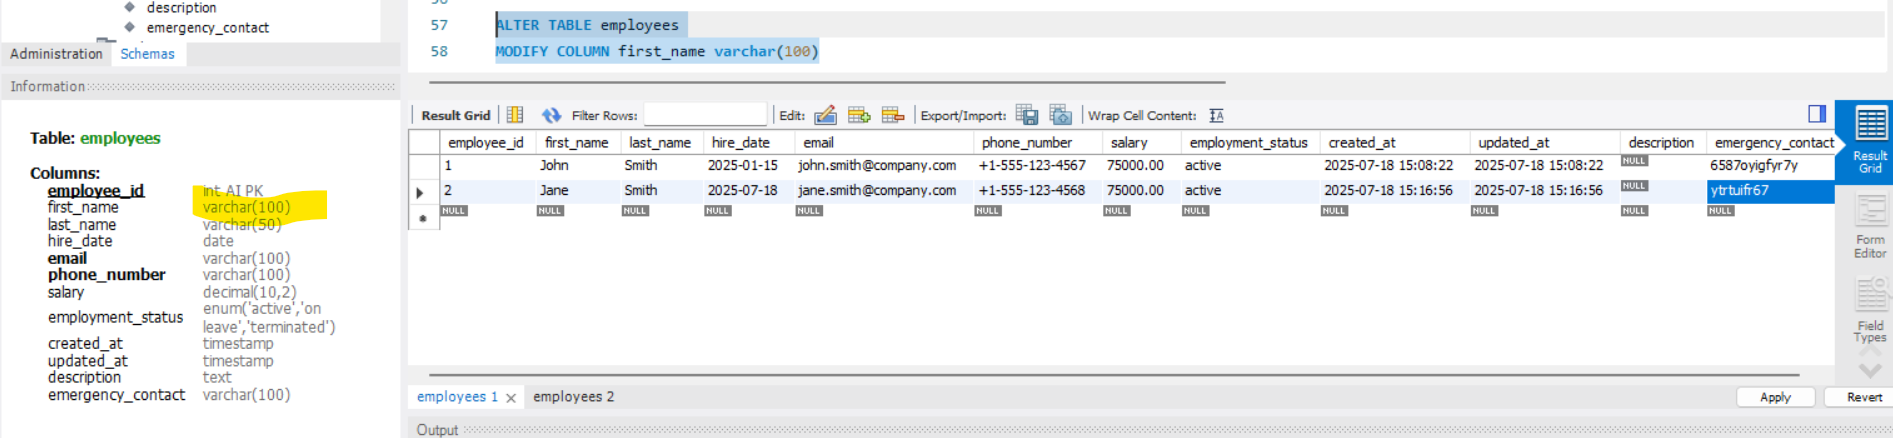 description
emergency_contact
Administration Schemas
Information
Table: employees
Columns:
employee_id int AI PK
first_name varchar(100)
last_name varchar(50)
hire_date date
email varchar(100)
phone_number varchar(100)
salary decimal(10,2)
employment_status enum('active','on
leave','terminated')
created_at timestamp
updated_at timestamp
description text
emergency_contact varchar(100)
57 ALTER TABLE employees
58 MODIFY COLUMN first_name varchar(100)
Result Grid Filter Rows: Edit: Export/Import: Wrap Cell Content: IA
employee_id first_name last_name hire_date email phone_number salary employment_status created_at updated_at description emergency_contact
1 John Smith 2025-01-15 john.smith@company.com +1-555-123-4567 75000.00 active 2025-07-18 15:08:22 2025-07-18 15:08:22 NULL 6587oyigfyr7y
2 Jane Smith 2025-07-18 jane.smith@company.com +1-555-123-4568 75000.00 active 2025-07-18 15:16:56 2025-07-18 15:16:56 NULL ytrtuifr67
NULL NULL NULL NULL NULL NULL NULL NULL NULL NULL NULL NULL
Result
Grid
Form
Editor
Field
Types
employees 1 employees 2
Apply Revert
Output